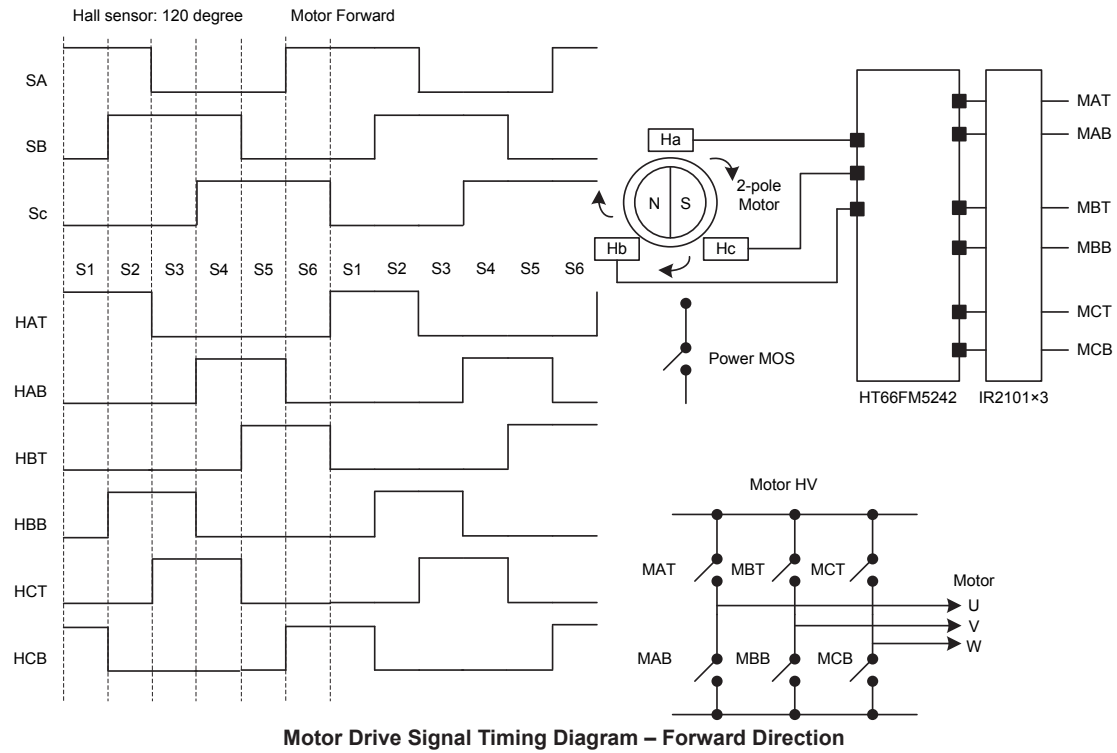 Hall sensor: 120 degree
Motor Forward
SA
SB
Sc
S1 S2 S3 S4 S5 S6 S1 S2 S3 S4 S5 S6
HAT
HAB
HBT
HBB
HCT
HCB
Ha
N S
2-pole
Motor
Hb
Hc
Power MOS
MAT
MAB
MBT
MBB
MCT
MCB
HT66FM5242
IR2101×3
Motor HV
MAT MBT MCT
Motor
U
V
W
MAB MBB MCB
Motor Drive Signal Timing Diagram – Forward Direction